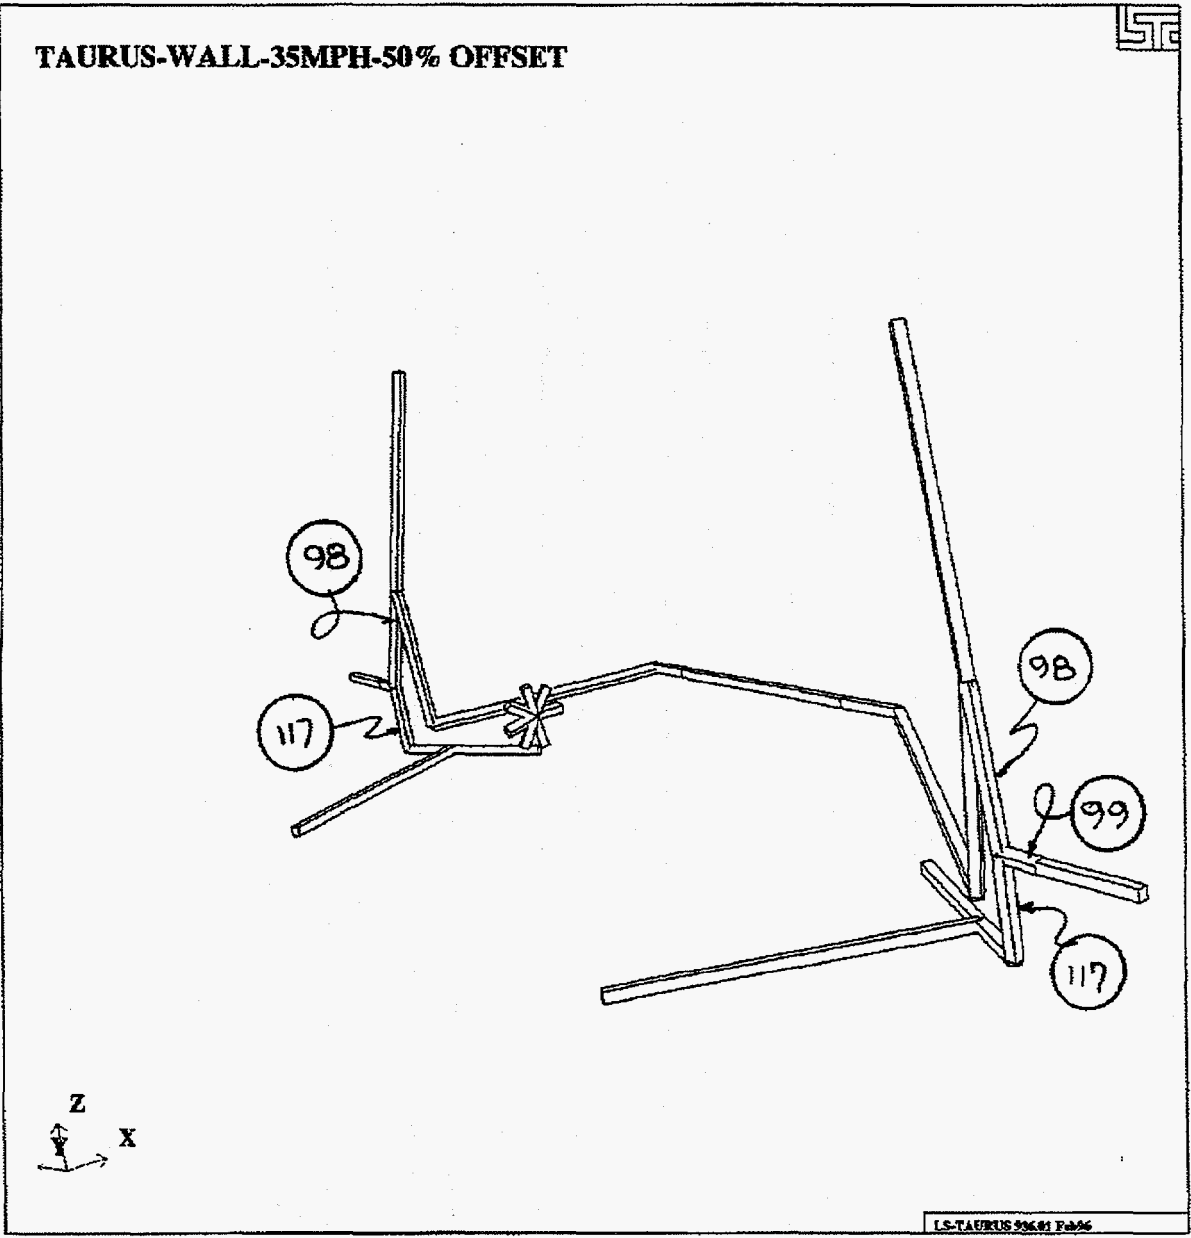 TAURUS-WALL-35MPH-50% OFFSET
98
98
117
99
117
Z
Y
X
LS-TAURUS 936.01 Feb96